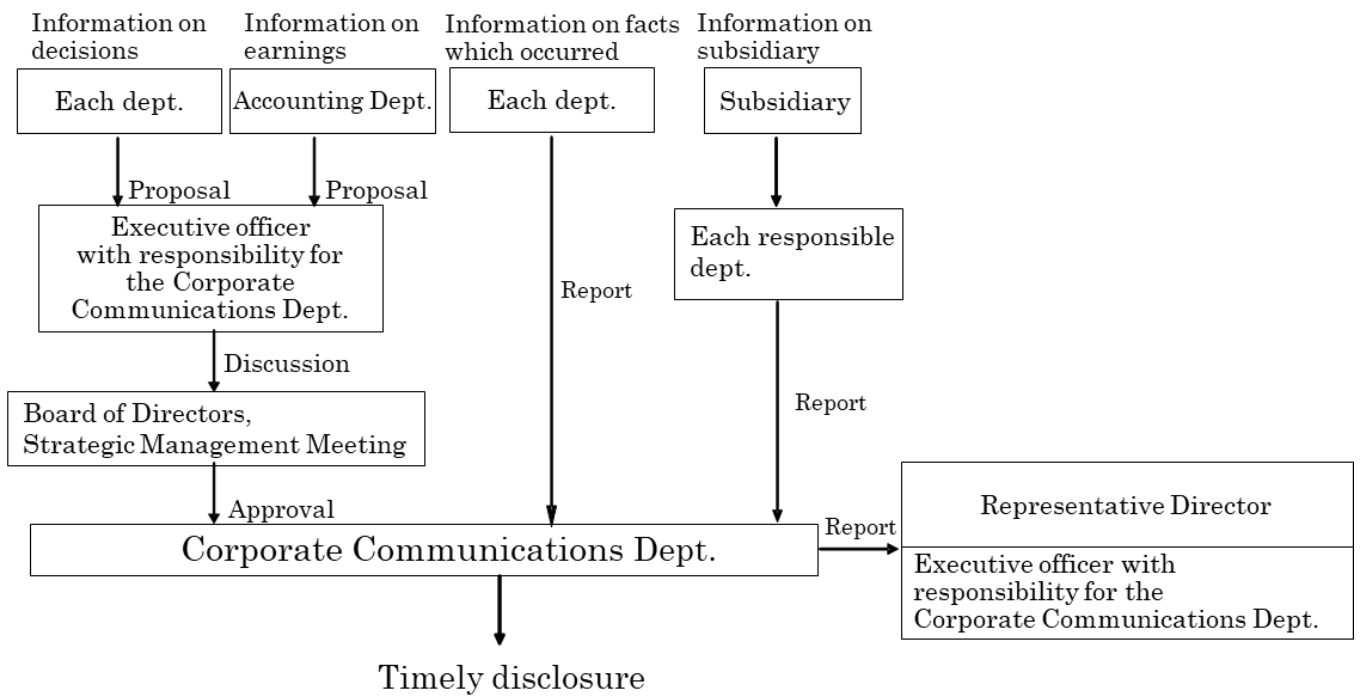 Information on
decisions
Information on
earnings
Information on facts
which occurred
Information on
subsidiary
Each dept.
Accounting Dept.
Each dept.
Subsidiary
Proposal
Proposal
Executive officer
with responsibility for
the Corporate
Communications Dept.
Each responsible
dept.
Report
Discussion
Board of Directors,
Strategic Management Meeting
Report
Approval
Corporate Communications Dept.
Report
Representative Director
Executive officer with
responsibility for the
Corporate Communications Dept.
Timely disclosure